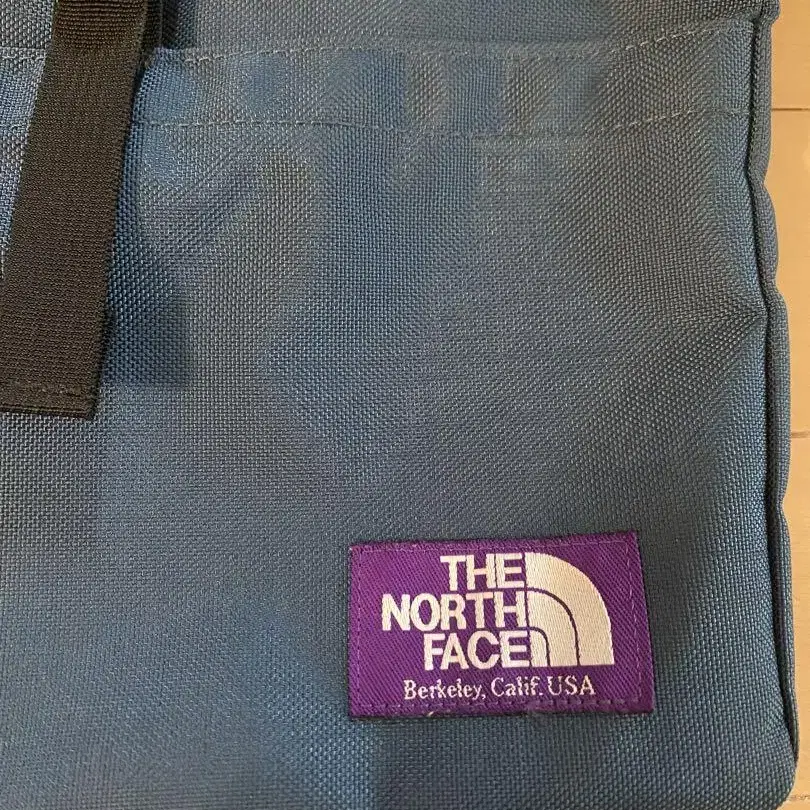 THE
NORTH
FACE
Berkeley, Calif. USA